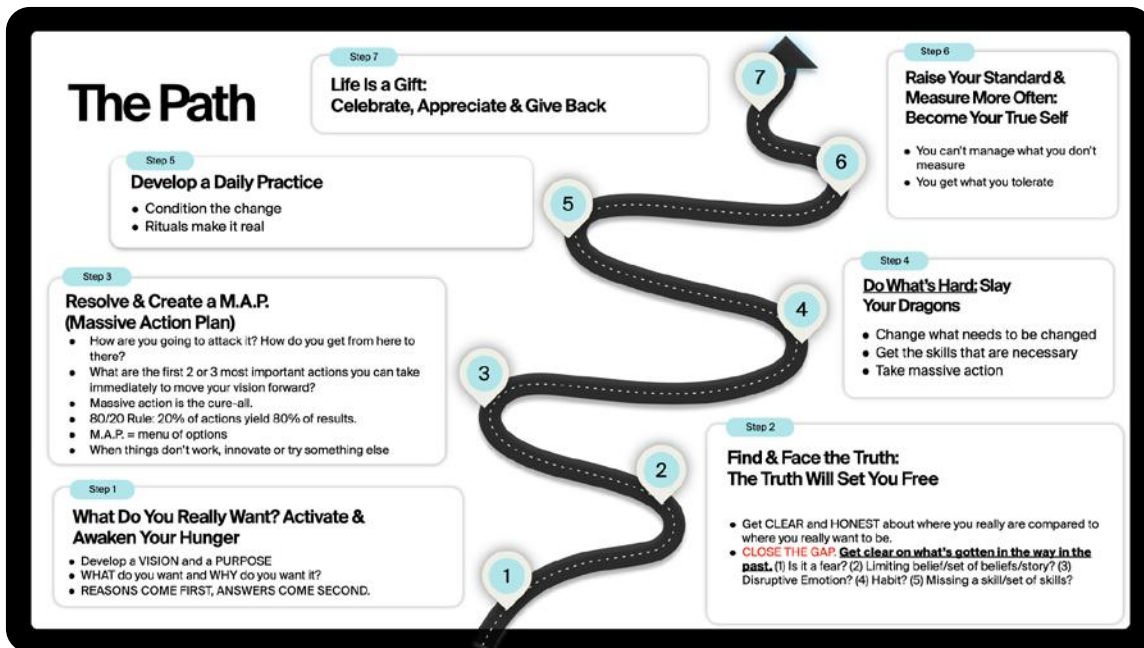 The Path
Step 7
Life Is a Gift:
Celebrate, Appreciate & Give Back
7
Step 6
Raise Your Standard &
Measure More Often:
Become Your True Self
• You can't manage what you don't
measure
• You get what you tolerate
6
Step 5
Develop a Daily Practice
• Condition the change
• Rituals make it real
5
Step 4
Do What's Hard: Slay
Your Dragons
• Change what needs to be changed
• Get the skills that are necessary
• Take massive action
4
Step 3
Resolve & Create a M.A.P.
(Massive Action Plan)
• How are you going to attack it? How do you get from here to
there?
• What are the first 2 or 3 most important actions you can take
immediately to move your vision forward?
• Massive action is the cure-all.
• 80/20 Rule: 20% of actions yield 80% of results.
• M.A.P. = menu of options
• When things don't work, innovate or try something else
3
Step 2
Find & Face the Truth:
The Truth Will Set You Free
• Get CLEAR and HONEST about where you really are compared to
where you really want to be.
• CLOSE THE GAP. Get clear on what's gotten in the way in the
past. (1) Is it a fear? (2) Limiting belief/set of beliefs/story? (3)
Disruptive Emotion? (4) Habit? (5) Missing a skill/set of skills?
2
Step 1
What Do You Really Want? Activate &
Awaken Your Hunger
• Develop a VISION and a PURPOSE
• WHAT do you want and WHY do you want it?
• REASONS COME FIRST, ANSWERS COME SECOND.
1